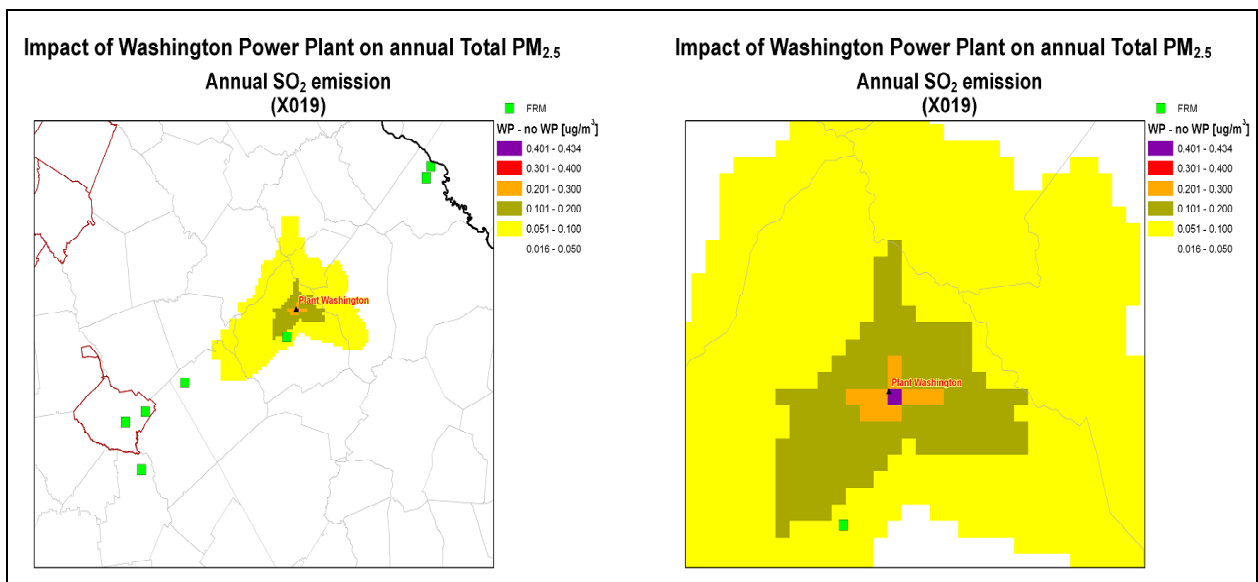 Impact of Washington Power Plant on annual Total PM2.5
Annual SO2 emission
(X019)
FRM
WP - no WP [ug/m³]
0.401 - 0.434
0.301 - 0.400
0.201 - 0.300
0.101 - 0.200
0.051 - 0.100
0.016 - 0.050
Plant Washington
Impact of Washington Power Plant on annual Total PM2.5
Annual SO2 emission
(X019)
FRM
WP - no WP [ug/m³]
0.401 - 0.434
0.301 - 0.400
0.201 - 0.300
0.101 - 0.200
0.051 - 0.100
0.016 - 0.050
Plant Washington